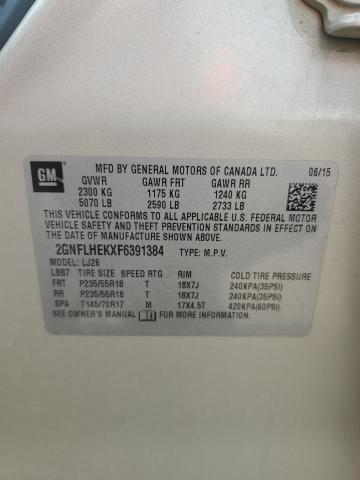 GM
MFD BY GENERAL MOTORS OF CANADA LTD. 06/15
GVWR GAWR FRT GAWR RR
2300 KG 1175 KG 1240 KG
5070 LB 2590 LB 2733 LB
THIS VEHICLE CONFORMS TO ALL APPLICABLE U.S. FEDERAL MOTOR
VEHICLE SAFETY AND THEFT PREVENTION STANDARDS IN EFFECT ON
THE DATE OF MANUFACTURE SHOWN ABOVE.
2GNFLHEKXF6391384 TYPE: M.P.V.
MODEL: LJ26
LB87 TIRE SIZE SPEED RTG RIM COLD TIRE PRESSURE
FRT P235/55R18 T 18X7J 240KPA(35PSI)
RR P235/55R18 T 18X7J 240KPA(35PSI)
SPA T145/70R17 M 17X4.5T 420KPA(60PSI)
SEE OWNER'S MANUAL FOR MORE INFORMATION.